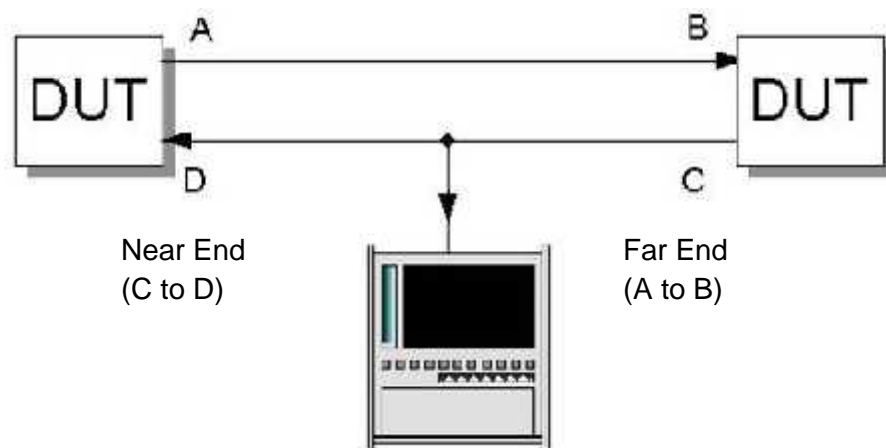 A
B
DUT
DUT
D
C
Near End
(C to D)
Far End
(A to B)